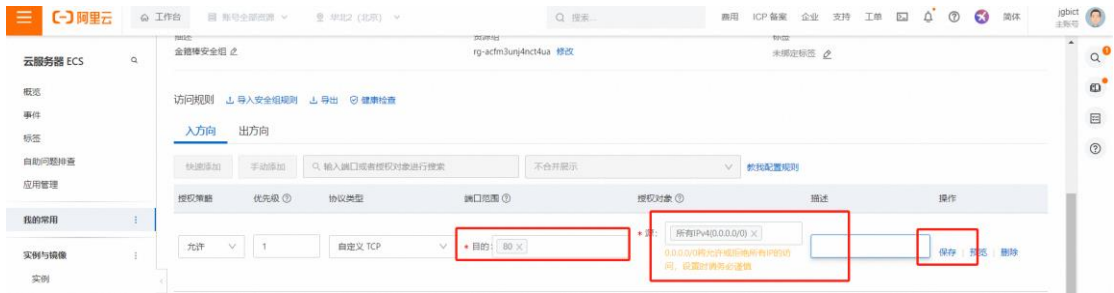 阿里云 工作台 账号全部资源 华北2 (北京) 搜索... 费用 ICP 备案 企业 支持 工单 简体 jgbict
主账号
描述 资源组 标签
金箍棒安全组 rg-acfm3unj4nct4ua 修改 未绑定标签
云服务器 ECS
概览
事件
标签
自助问题排查
应用管理
我的常用
实例与镜像
实例
访问规则 导入安全组规则 导出 健康检查
入方向 出方向
快速添加 手动添加 输入端口或者授权对象进行搜索 不合并展示 教我配置规则
授权策略 优先级 协议类型 端口范围 授权对象 描述 操作
允许 1 自定义 TCP * 目的: 80 × * 源: 所有IPv4(0.0.0.0/0) × 保存 预览 删除
0.0.0.0/0将允许或拒绝所有IP的访
问，设置时请务必谨慎